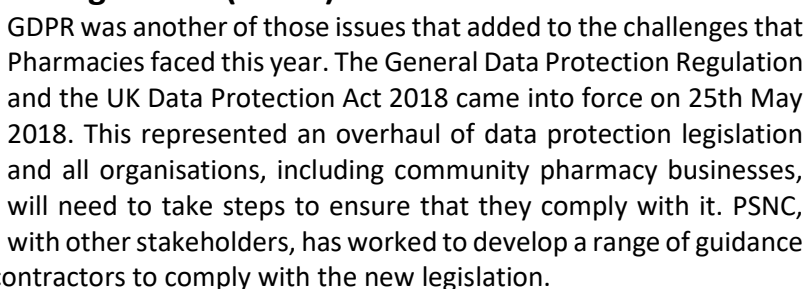 GDPR was another of those issues that added to the challenges that
Pharmacies faced this year. The General Data Protection Regulation
and the UK Data Protection Act 2018 came into force on 25th May
2018. This represented an overhaul of data protection legislation
and all organisations, including community pharmacy businesses,
will need to take steps to ensure that they comply with it. PSNC,
with other stakeholders, has worked to develop a range of guidance
contractors to comply with the new legislation.